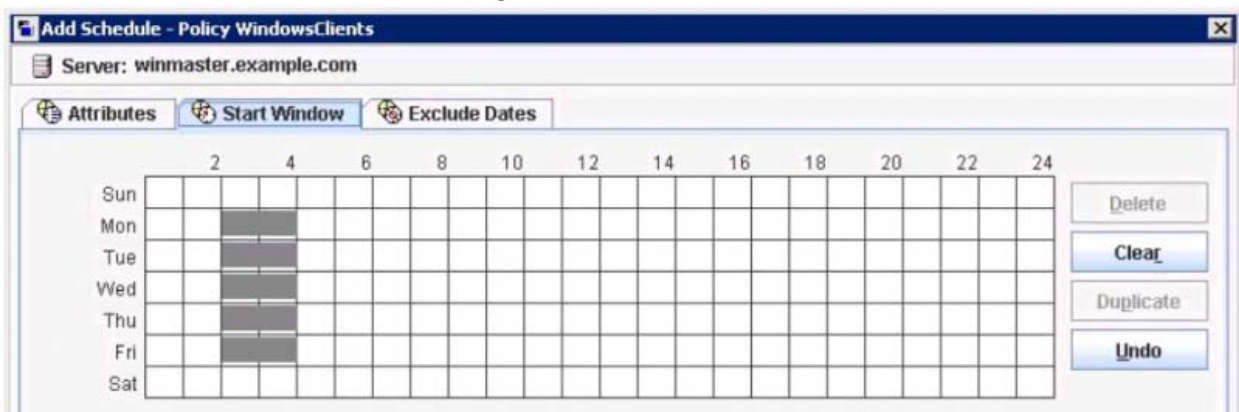 Add Schedule - Policy WindowsClients
Server: winmaster.example.com
Attributes Start Window Exclude Dates
2 4 6 8 10 12 14 16 18 20 22 24
Sun
Mon
Tue
Wed
Thu
Fri
Sat
Delete
Clear
Duplicate
Undo